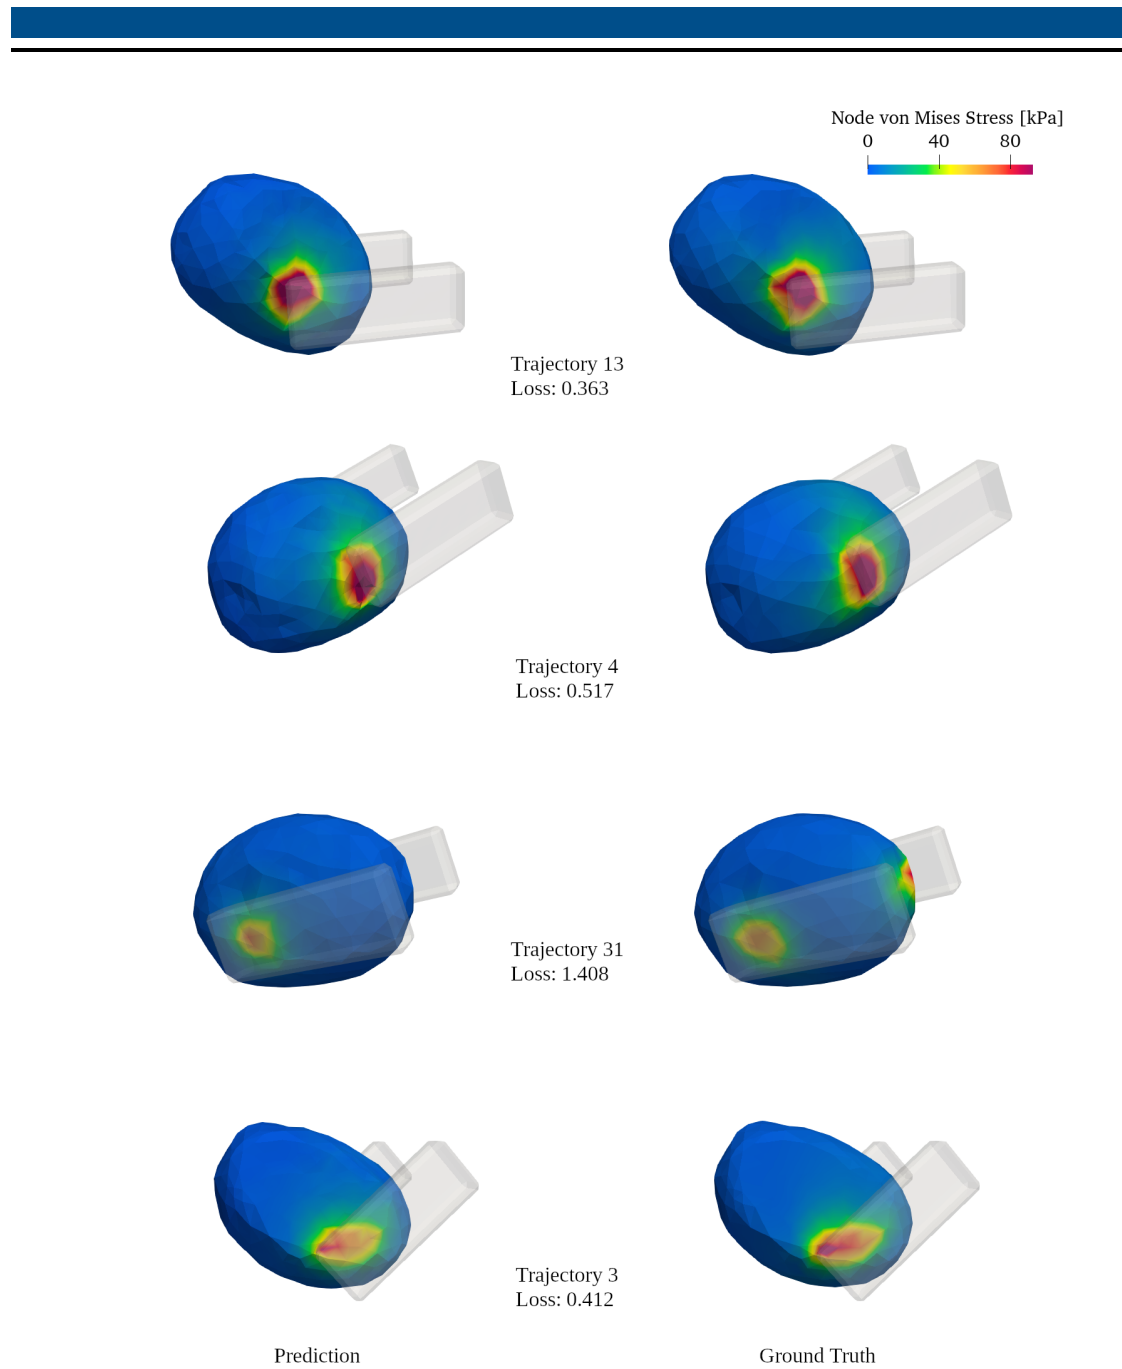 Node von Mises Stress [kPa]
0 40 80
Trajectory 13
Loss: 0.363
Trajectory 4
Loss: 0.517
Trajectory 31
Loss: 1.408
Trajectory 3
Loss: 0.412
Prediction Ground Truth